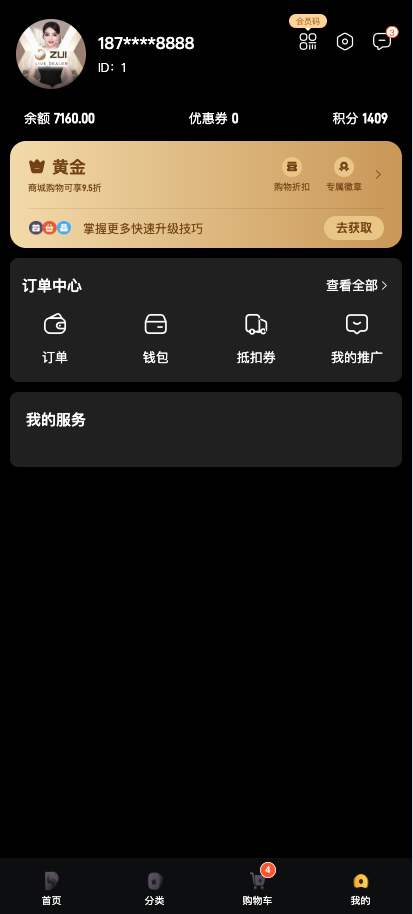 会员码
3
ZUI
LIVE DEALER
187****8888
ID：1
余额 7160.00
优惠券 0
积分 1409
黄金
商城购物可享9.5折
购物折扣
专属徽章
掌握更多快速升级技巧
去获取
订单中心
查看全部
订单
钱包
抵扣券
我的推广
我的服务
4
首页
分类
购物车
我的